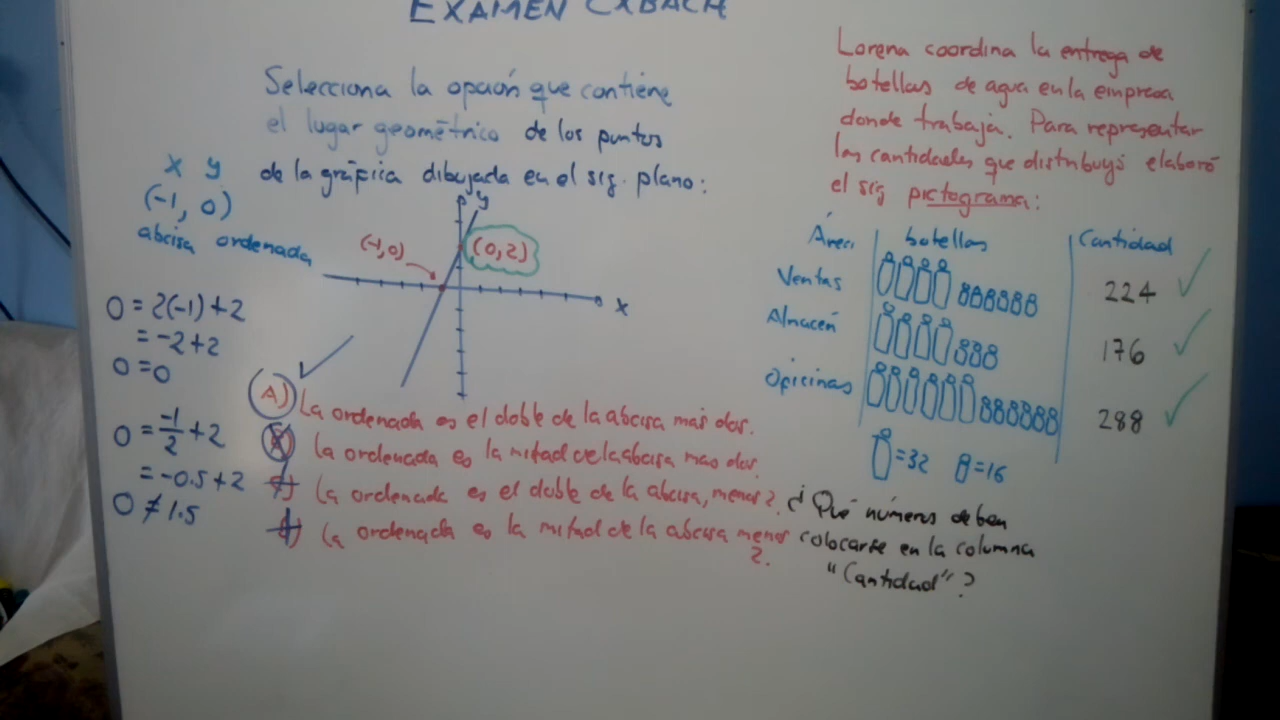 EXAMEN CXBACH
Selecciona la opción que contiene
el lugar geométrico de los puntos
de la gráfica dibujada en el sig. plano:
x y
(-1, 0)
abcisa ordenada
y
(-1,0)
(0,2)
x
0 = 2(-1)+2
= -2+2
0=0
0 = -1/2 +2
= -0.5+2
0 ≠ 1.5
A) La ordenada es el doble de la abcisa más dos.
La ordenada es la mitad de la abcisa mas dos.
La ordenada es el doble de la abcisa, menos 2.
La ordenada es la mitad de la abcisa menos
2.
Lorena coordina la entrega de
botellas de agua en la empresa
donde trabaja. Para representar
las cantidades que distribuyó elaboró
el sig pictograma:
Área botellas Cantidad
Ventas 224
Almacén 176
Oficinas 288
=32 =16
¿Qué números deben
colocarse en la columna
"Cantidad"?